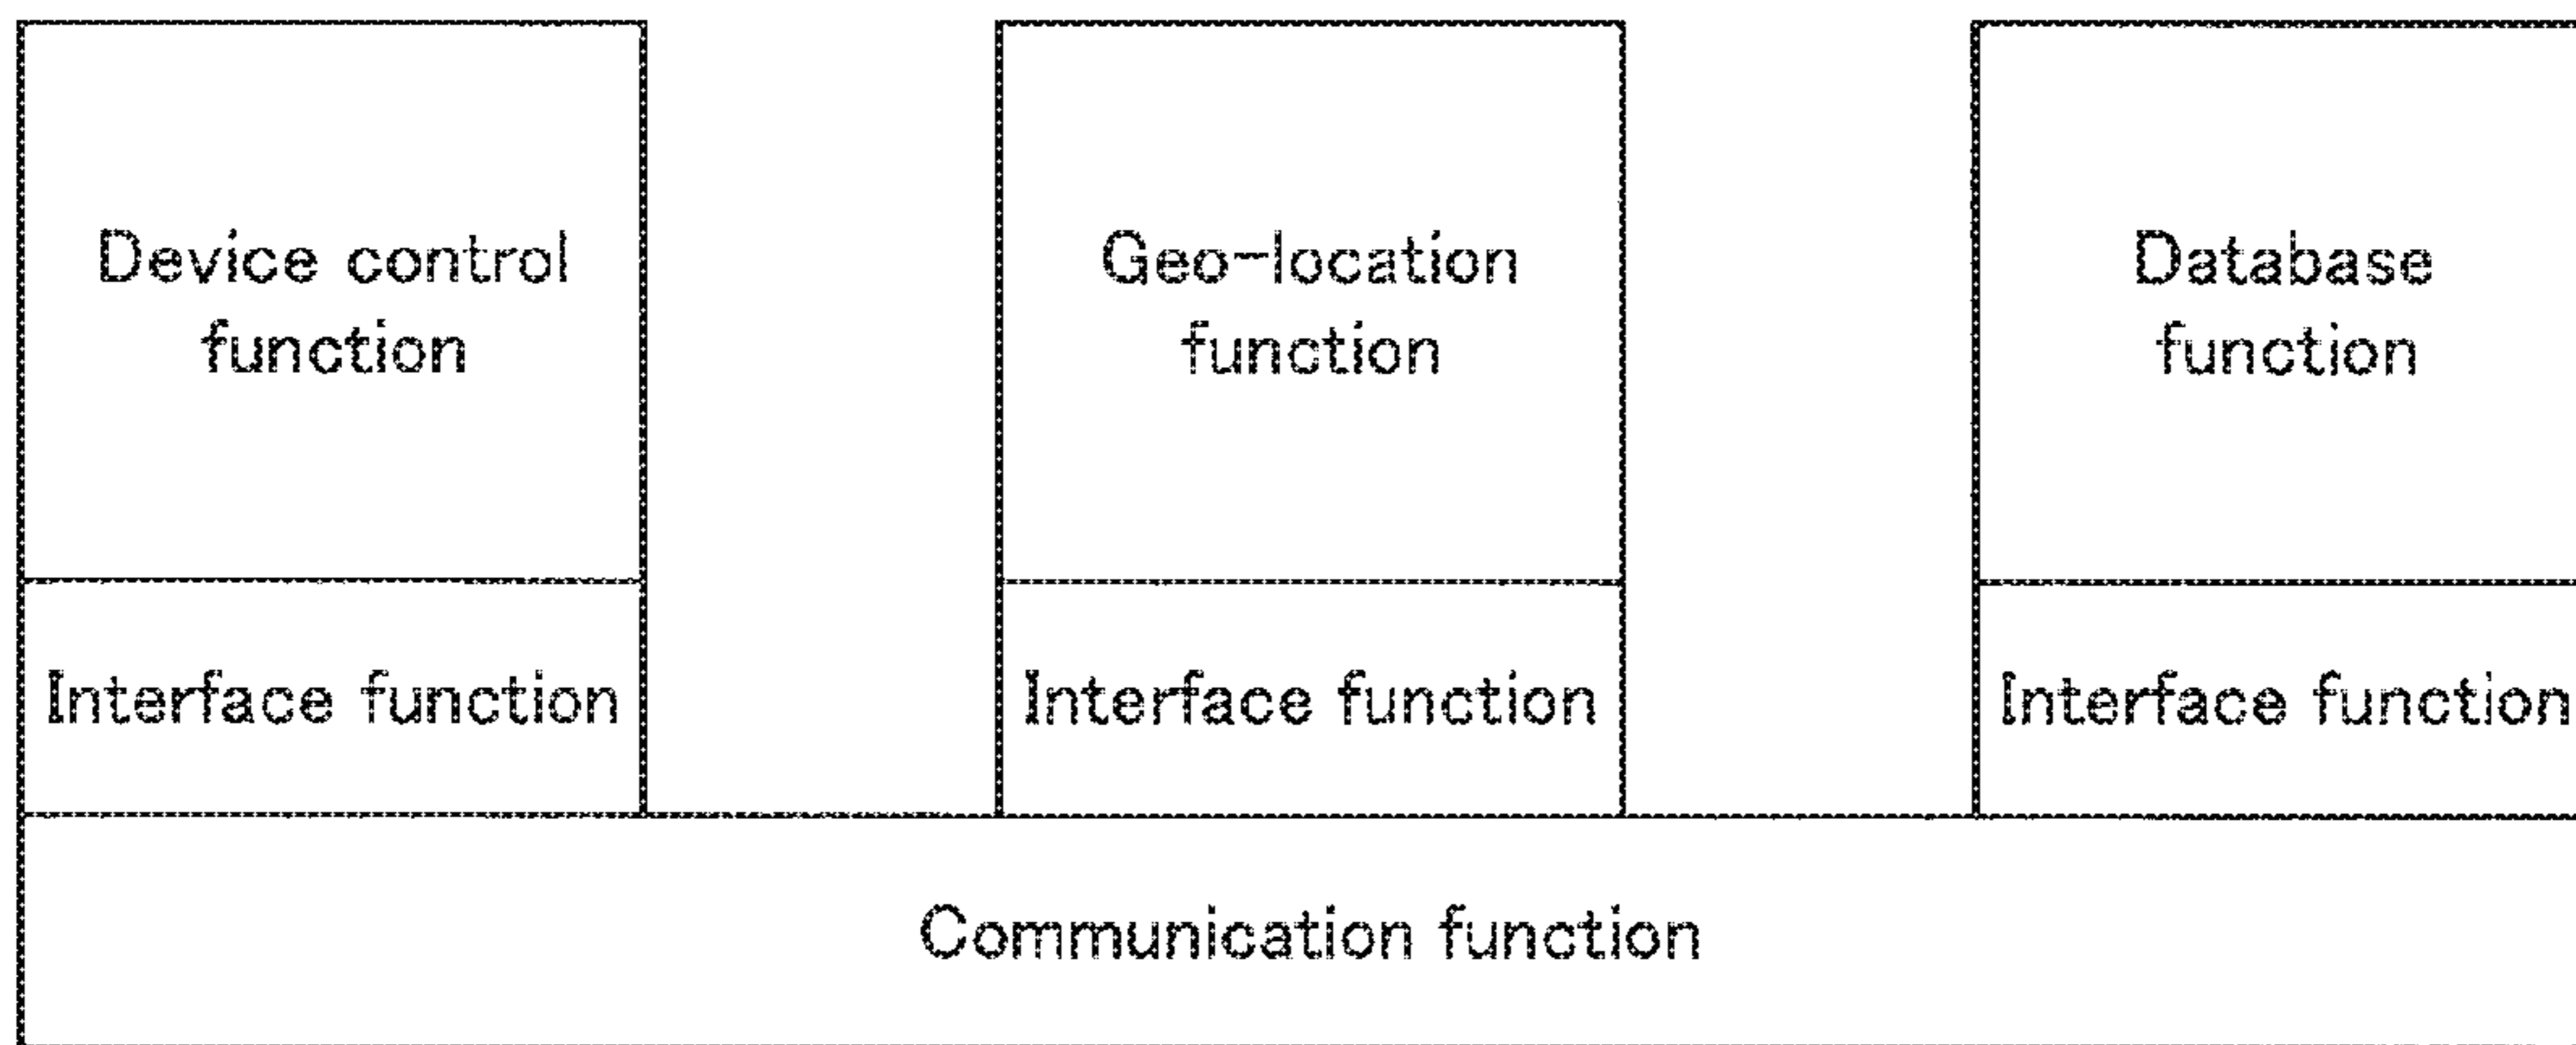 Device control
function
Geo-location
function
Database
function
Interface function
Interface function
Interface function
Communication function